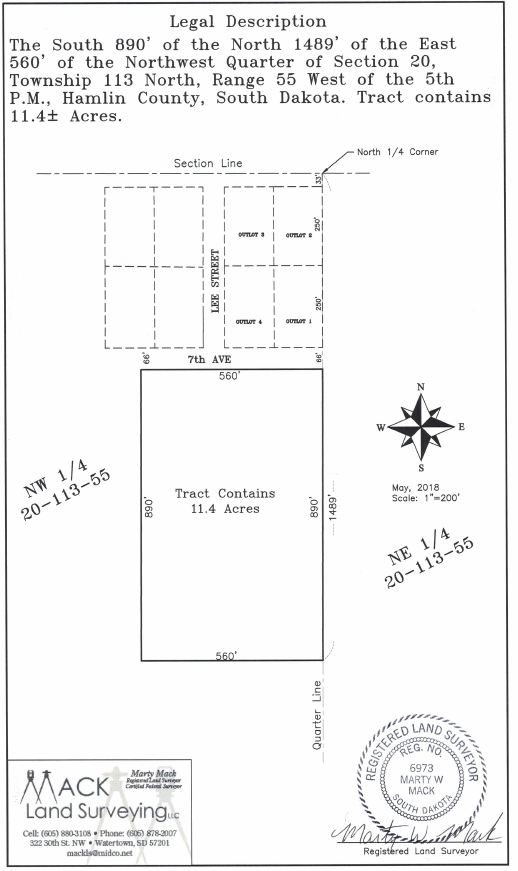 Legal Description
The South 890' of the North 1489' of the East
560' of the Northwest Quarter of Section 20,
Township 113 North, Range 55 West of the 5th
P.M., Hamlin County, South Dakota. Tract contains
11.4± Acres.
North 1/4 Corner
Section Line
33'
OUTLOT 3
OUTLOT 2
250'
LEE STREET
OUTLOT 4
OUTLOT 1
250'
66'
7th AVE
66'
560'
N
W
E
S
NW 1/4
20-113-55
890'
Tract Contains
11.4 Acres
890'
1489'
May, 2018
Scale: 1"=200'
NE 1/4
20-113-55
560'
Quarter Line
MACK
Land Surveying LLC
Marty Mack
Registered Land Surveyor
Certified Federal Surveyor
Cell: (605) 880-3108 • Phone: (605) 878-2007
322 30th St. NW • Watertown, SD 57201
mackls@midco.net
REGISTERED LAND SURVEYOR
REG. NO.
6973
MARTY W
MACK
SOUTH DAKOTA
Marty W. Mack
Registered Land Surveyor